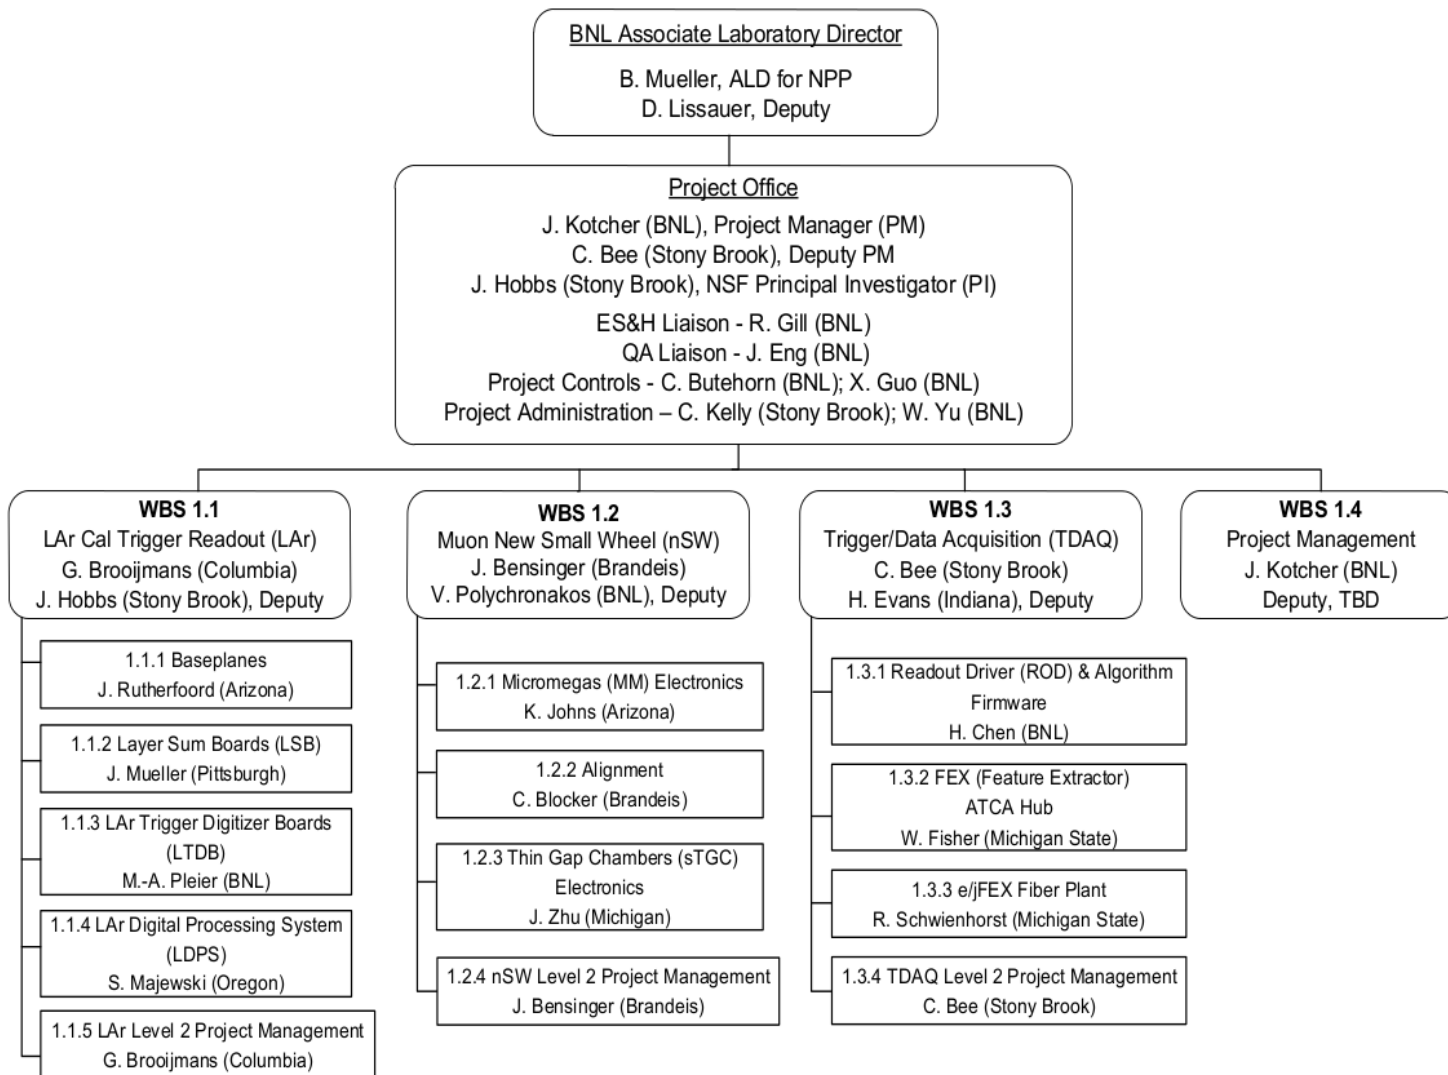 BNL Associate Laboratory Director
B. Mueller, ALD for NPP
D. Lissauer, Deputy
Project Office
J. Kotcher (BNL), Project Manager (PM)
C. Bee (Stony Brook), Deputy PM
J. Hobbs (Stony Brook), NSF Principal Investigator (PI)
ES&H Liaison - R. Gill (BNL)
QA Liaison - J. Eng (BNL)
Project Controls - C. Butehorn (BNL); X. Guo (BNL)
Project Administration – C. Kelly (Stony Brook); W. Yu (BNL)
WBS 1.1
LAr Cal Trigger Readout (LAr)
G. Brooijmans (Columbia)
J. Hobbs (Stony Brook), Deputy
1.1.1 Baseplanes
J. Rutherfoord (Arizona)
1.1.2 Layer Sum Boards (LSB)
J. Mueller (Pittsburgh)
1.1.3 LAr Trigger Digitizer Boards
(LTDB)
M.-A. Pleier (BNL)
1.1.4 LAr Digital Processing System
(LDPS)
S. Majewski (Oregon)
1.1.5 LAr Level 2 Project Management
G. Brooijmans (Columbia)
WBS 1.2
Muon New Small Wheel (nSW)
J. Bensinger (Brandeis)
V. Polychronakos (BNL), Deputy
1.2.1 Micromegas (MM) Electronics
K. Johns (Arizona)
1.2.2 Alignment
C. Blocker (Brandeis)
1.2.3 Thin Gap Chambers (sTGC)
Electronics
J. Zhu (Michigan)
1.2.4 nSW Level 2 Project Management
J. Bensinger (Brandeis)
WBS 1.3
Trigger/Data Acquisition (TDAQ)
C. Bee (Stony Brook)
H. Evans (Indiana), Deputy
1.3.1 Readout Driver (ROD) & Algorithm
Firmware
H. Chen (BNL)
1.3.2 FEX (Feature Extractor)
ATCA Hub
W. Fisher (Michigan State)
1.3.3 e/jFEX Fiber Plant
R. Schwienhorst (Michigan State)
1.3.4 TDAQ Level 2 Project Management
C. Bee (Stony Brook)
WBS 1.4
Project Management
J. Kotcher (BNL)
Deputy, TBD